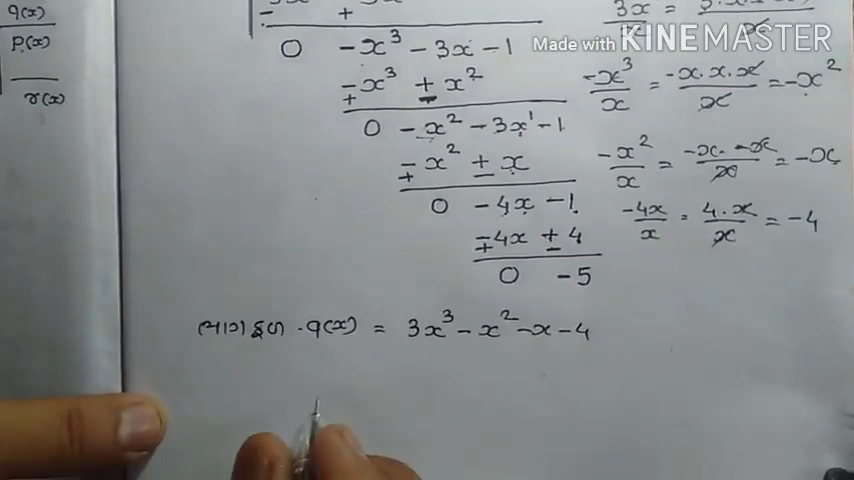 q(x)
p(x)
r(x)
- +
3x =
0 -x³ - 3x - 1
Made with KINEMASTER
-x³ + x²
+ -
-x³/x = -x·x·x/x = -x²
0 -x² - 3x¹ - 1
-x² + x
+ -
-x²/x = -x·-x/x = -x
0 -4x - 1
-4x/x = 4·x/x = -4
-4x + 4
+ -
0 -5
q(x) = 3x³ - x² - x - 4